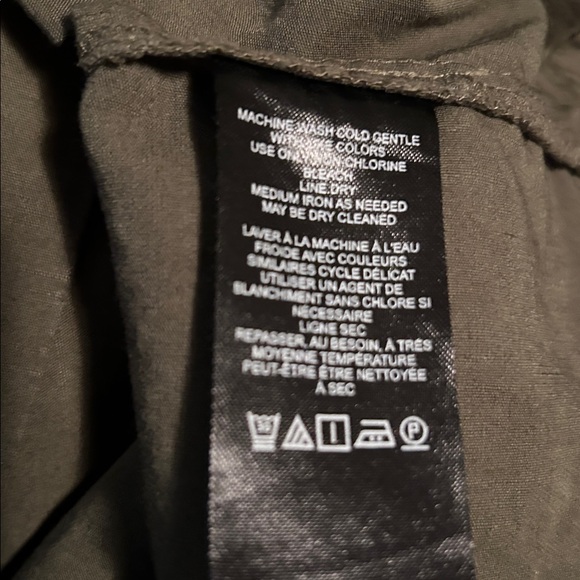 MACHINE WASH COLD GENTLE
WITH LIKE COLORS
USE ONLY NON CHLORINE
BLEACH
LINE DRY
MEDIUM IRON AS NEEDED
MAY BE DRY CLEANED
LAVER À LA MACHINE À L'EAU
FROIDE AVEC COULEURS
SIMILAIRES CYCLE DÉLICAT
UTILISER UN AGENT DE
BLANCHIMENT SANS CHLORE SI
NÉCESSAIRE
LIGNE SEC
REPASSER, AU BESOIN, À TRÈS
MOYENNE TEMPÉRATURE
PEUT-ÊTRE ÊTRE NETTOYÉE
À SEC
30
P